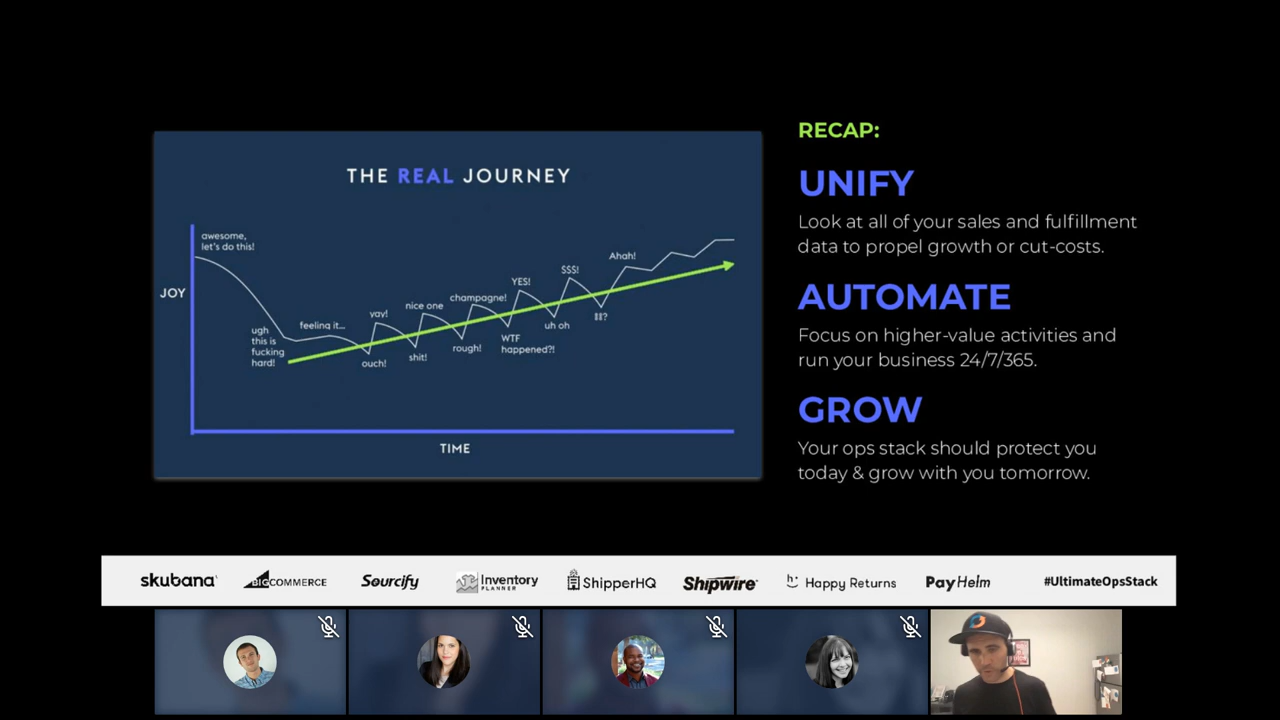 THE REAL JOURNEY
awesome,
let's do this!
JOY
ugh
this is
fucking
hard!
feeling it...
yay!
ouch!
nice one
shit!
champagne!
rough!
YES!
WTF
happened?!
$$$!
uh oh
Ahah!
TIME
RECAP:
UNIFY
Look at all of your sales and fulfillment
data to propel growth or cut-costs.
AUTOMATE
Focus on higher-value activities and
run your business 24/7/365.
GROW
Your ops stack should protect you
today & grow with you tomorrow.
skubana
BIGCOMMERCE
Sourcify
Inventory
PLANNER
ShipperHQ
Shipwire
Happy Returns
PayHelm
#UltimateOpsStack